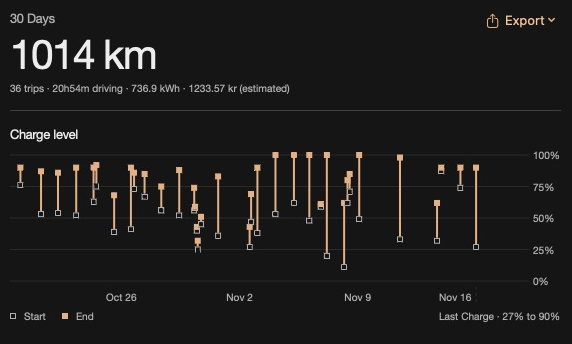 30 Days
Export
1014 km
36 trips · 20h54m driving · 736.9 kWh · 1233.57 kr (estimated)
Charge level
100%
75%
50%
25%
0%
Oct 26 Nov 2 Nov 9 Nov 16
Start End Last Charge · 27% to 90%